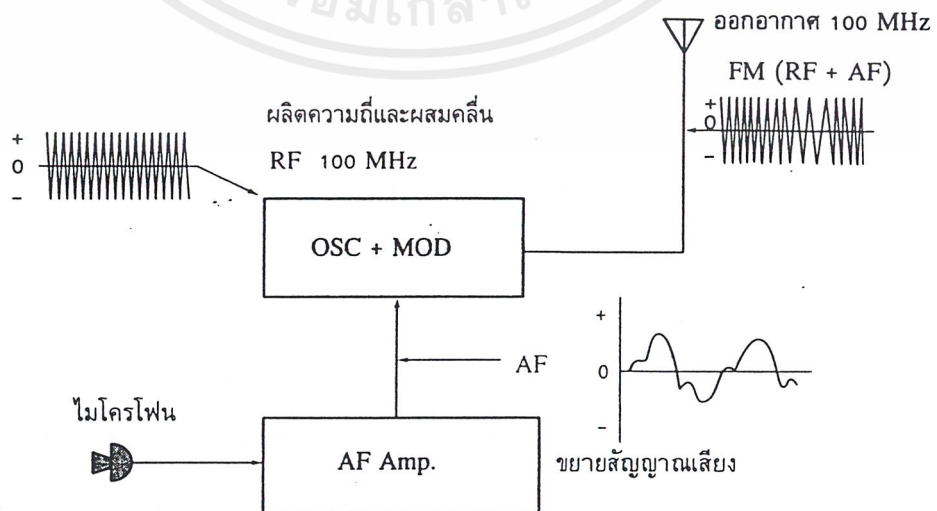 ออกอากาศ 100 MHz
FM (RF + AF)
+
0
-
ผลิตความถี่และผสมคลื่น
RF 100 MHz
+
0
-
OSC + MOD
AF
+
0
-
ไมโครโฟน
AF Amp.
ขยายสัญญาณเสียง